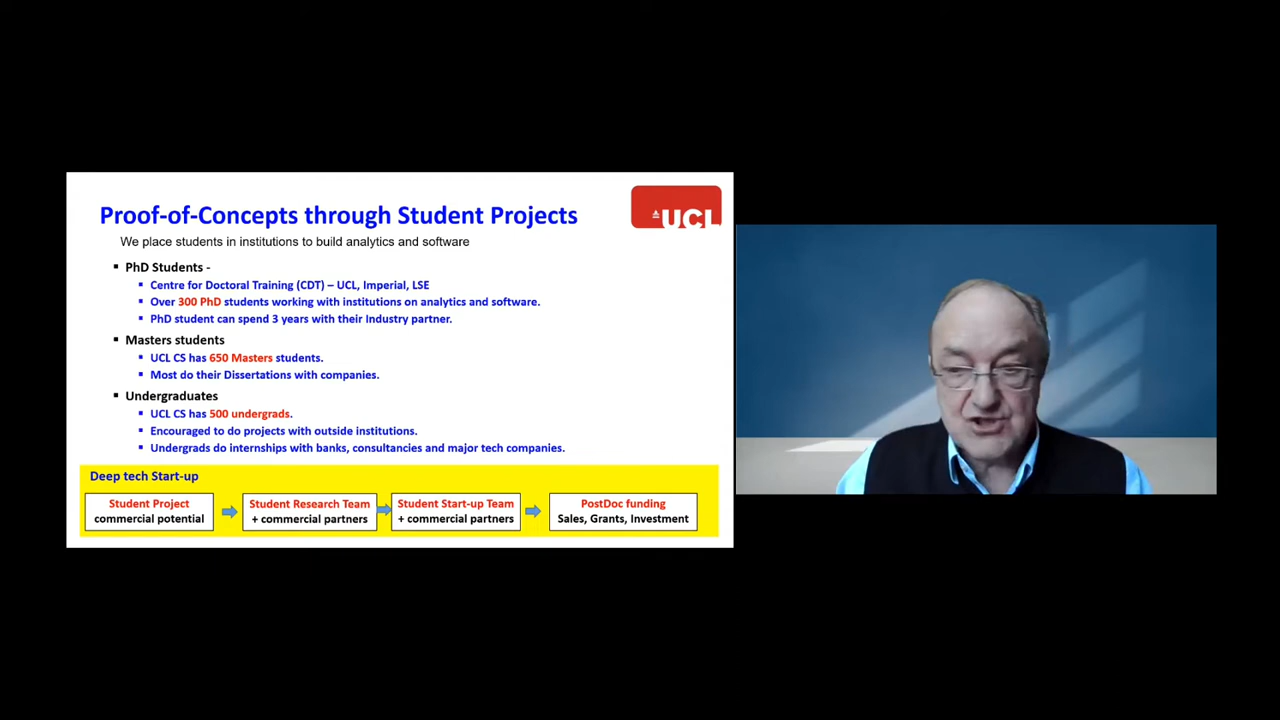 Proof-of-Concepts through Student Projects
UCL
We place students in institutions to build analytics and software
PhD Students -
Centre for Doctoral Training (CDT) – UCL, Imperial, LSE
Over 300 PhD students working with institutions on analytics and software.
PhD student can spend 3 years with their Industry partner.
Masters students
UCL CS has 650 Masters students.
Most do their Dissertations with companies.
Undergraduates
UCL CS has 500 undergrads.
Encouraged to do projects with outside institutions.
Undergrads do internships with banks, consultancies and major tech companies.
Deep tech Start-up
Student Project
commercial potential
Student Research Team
+ commercial partners
Student Start-up Team
+ commercial partners
PostDoc funding
Sales, Grants, Investment